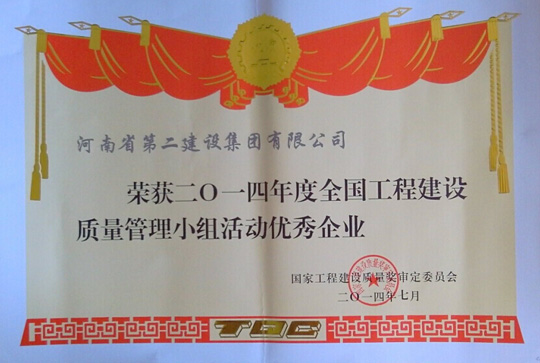 河南省第二建设集团有限公司
荣获二〇一四年度全国工程建设
质量管理小组活动优秀企业
国家工程建设质量奖审定委员会
二〇一四年七月
TQC